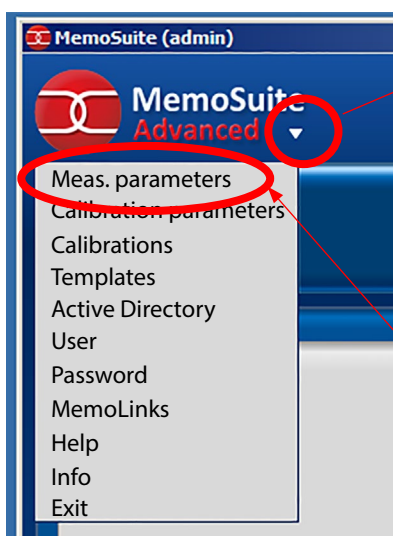 MemoSuite (admin)
MemoSuite
Advanced
Meas. parameters
Calibration parameters
Calibrations
Templates
Active Directory
User
Password
MemoLinks
Help
Info
Exit